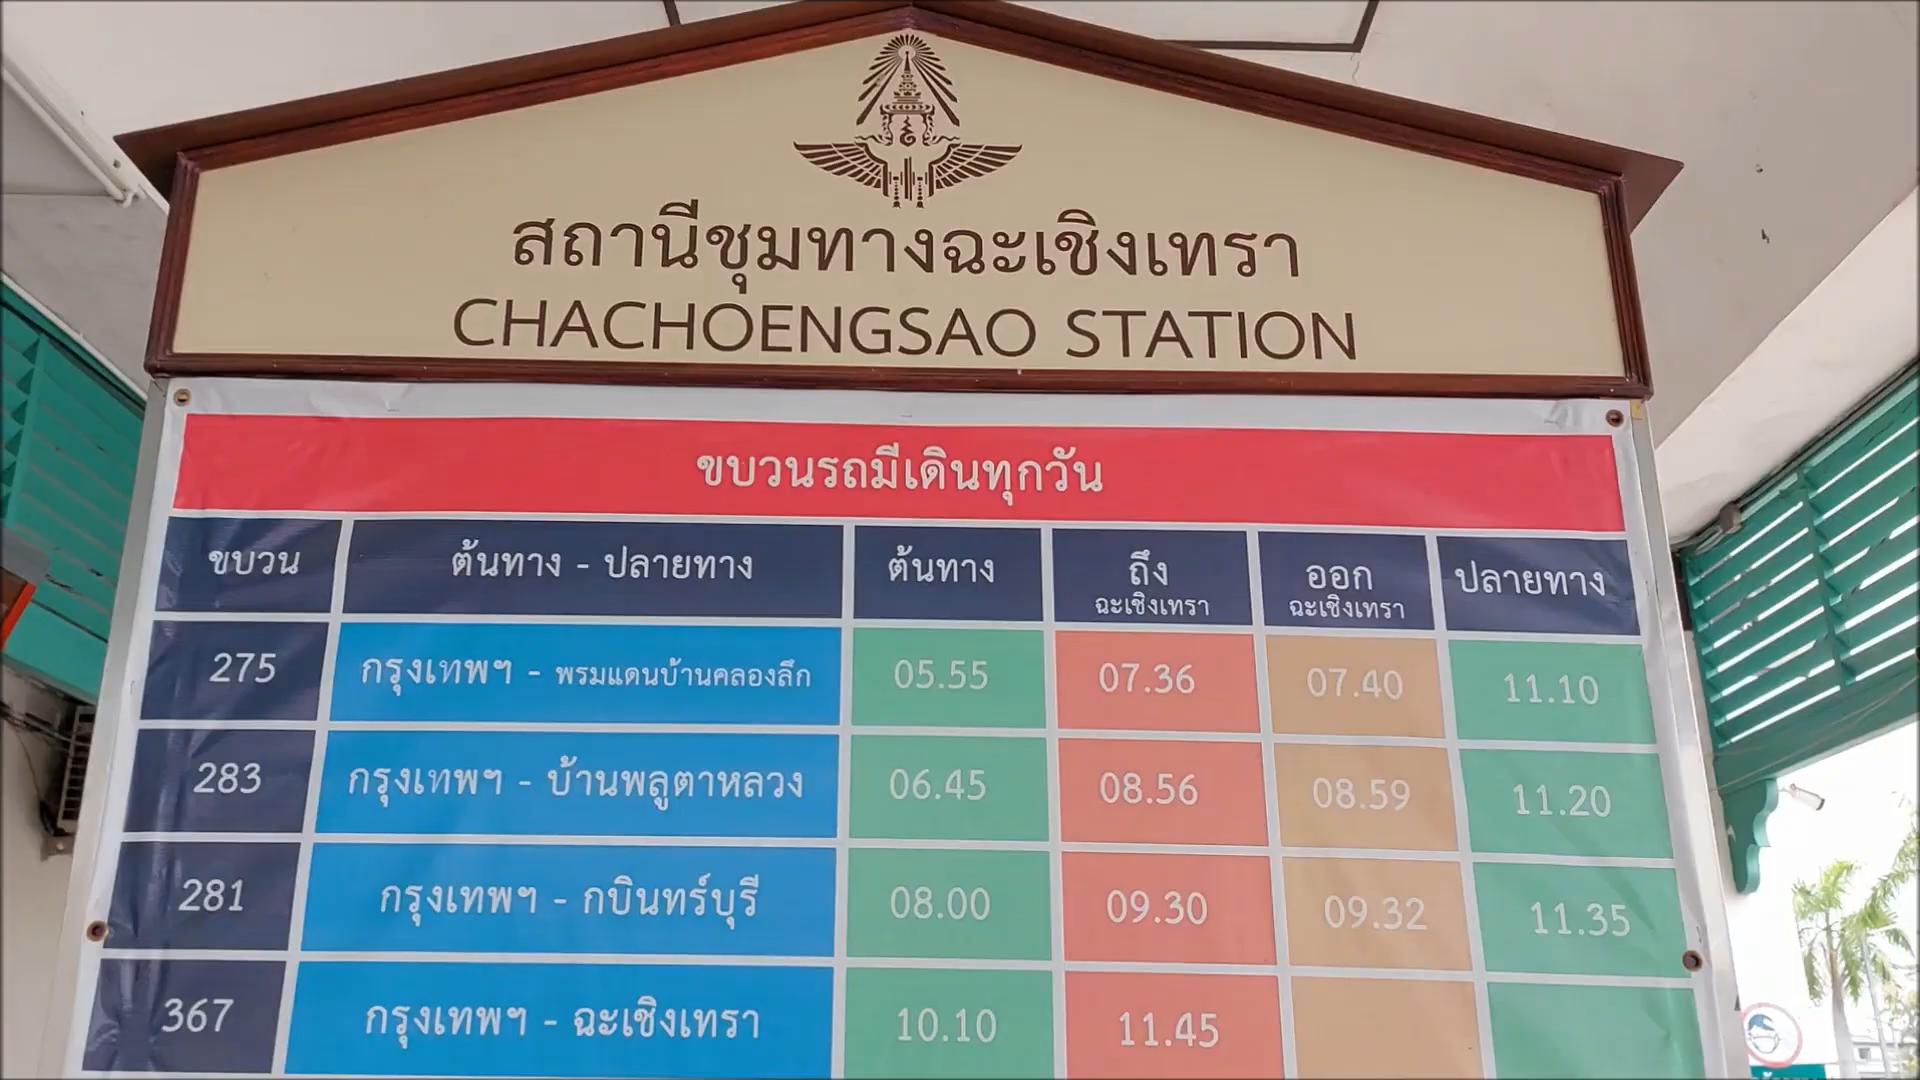 สถานีชุมทางฉะเชิงเทรา
CHACHOENGSAO STATION
ขบวนรถมีเดินทุกวัน
ขบวน ต้นทาง - ปลายทาง ต้นทาง ถึง ฉะเชิงเทรา ออก ฉะเชิงเทรา ปลายทาง
275 กรุงเทพฯ - พรมแดนบ้านคลองลึก 05.55 07.36 07.40 11.10
283 กรุงเทพฯ - บ้านพลูตาหลวง 06.45 08.56 08.59 11.20
281 กรุงเทพฯ - กบินทร์บุรี 08.00 09.30 09.32 11.35
367 กรุงเทพฯ - ฉะเชิงเทรา 10.10 11.45